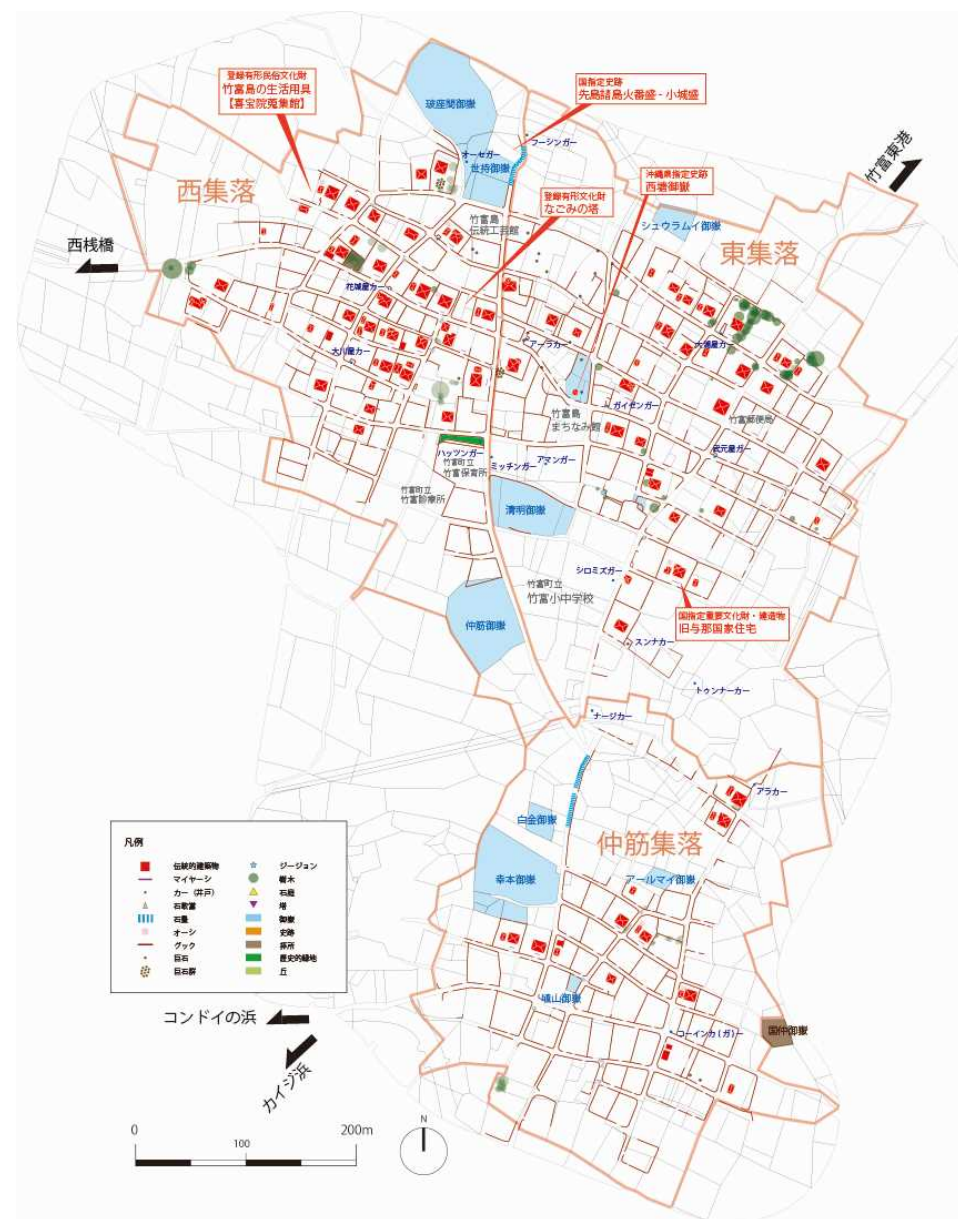 登録有形民俗文化財
竹富島の生活用具
【喜宝院蒐集館】
国指定史跡
先島諸島火番盛 - 小城盛
玻座間御嶽
フーシンガー
オーセガー
世持御嶽
沖縄県指定史跡
西塘御嶽
竹富東港
西集落
登録有形文化財
なごみの塔
竹富島
伝統工芸館
シュウラムイ御嶽
東集落
西桟橋
花城屋カー
アーラカー
大川屋カー
ガイゼンガー
竹富島
まちなみ館
竹富郵便局
ハッツンガー
竹富町立
竹富保育所
ミッチンガー
アマンガー
竹富町立
竹富診療所
清明御嶽
シロミズガー
竹富町立
竹富小中学校
国指定重要文化財・建造物
旧与那国家住宅
仲筋御嶽
スンナカー
トゥンナーカー
ナージカー
アラカー
白金御嶽
仲筋集落
幸本御嶽
アールマイ御嶽
凡例
伝統的建築物
マイヤーシ
カー（井戸）
石敢當
石畳
オーシ
グック
巨石
巨石群
ジージョン
樹木
石庭
塔
御嶽
史跡
拝所
歴史的緑地
丘
国仲御嶽
コーインカ(ガ)ー
コンドイの浜
カイジ浜
0
100
200m
N